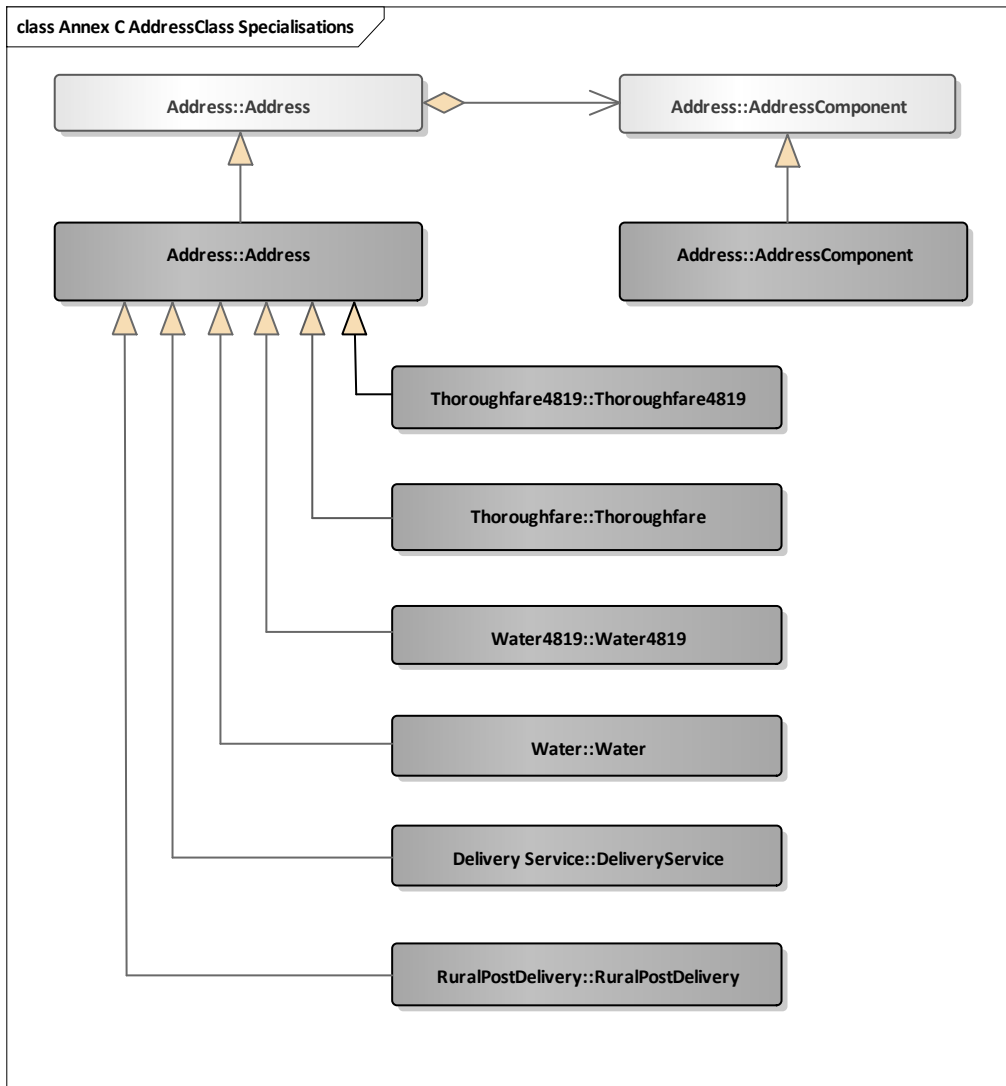 class Annex C AddressClass Specialisations
Address::Address
Address::AddressComponent
Address::Address
Address::AddressComponent
Thoroughfare4819::Thoroughfare4819
Thoroughfare::Thoroughfare
Water4819::Water4819
Water::Water
Delivery Service::DeliveryService
RuralPostDelivery::RuralPostDelivery